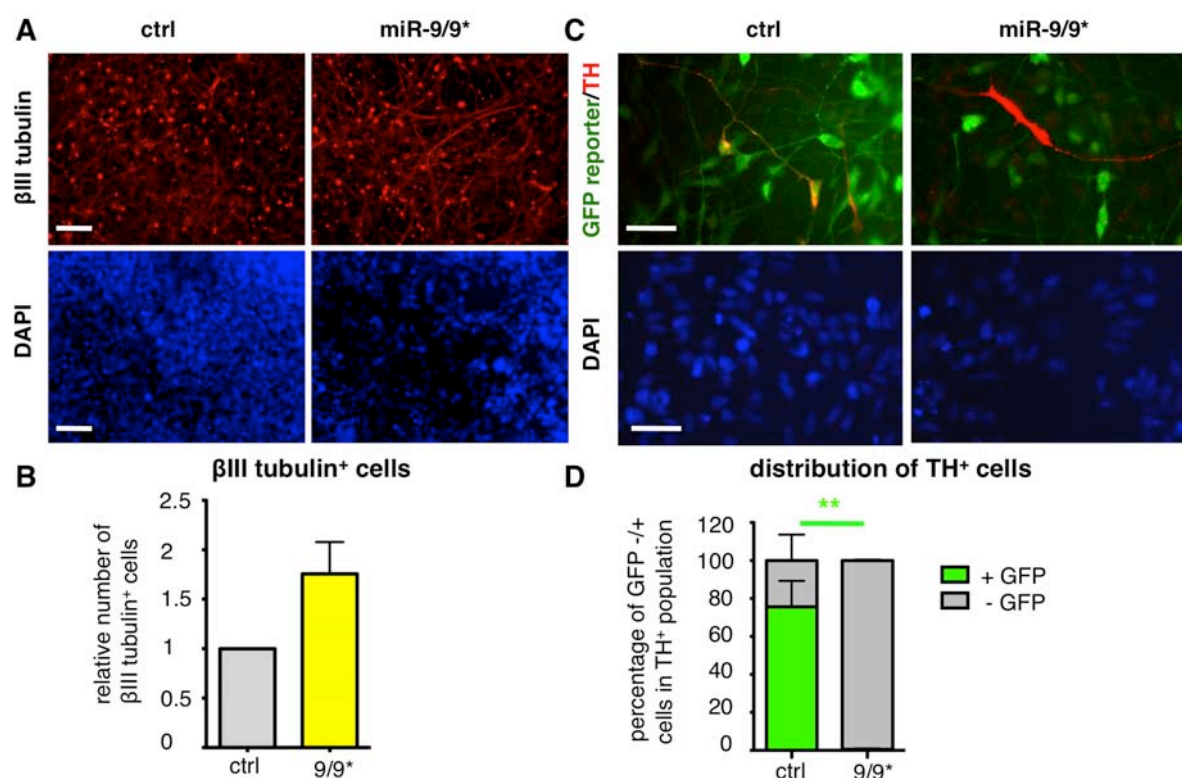 A
ctrl
miR-9/9*
βIII tubulin
DAPI
B
βIII tubulin⁺ cells
relative number of
βIII tubulin⁺ cells
2.5
2
1.5
1
0.5
0
ctrl
9/9*
C
ctrl
miR-9/9*
GFP reporter/TH
DAPI
D
distribution of TH⁺ cells
**
percentage of GFP -/+
cells in TH⁺ population
120
100
80
60
40
20
0
ctrl
9/9*
+ GFP
- GFP